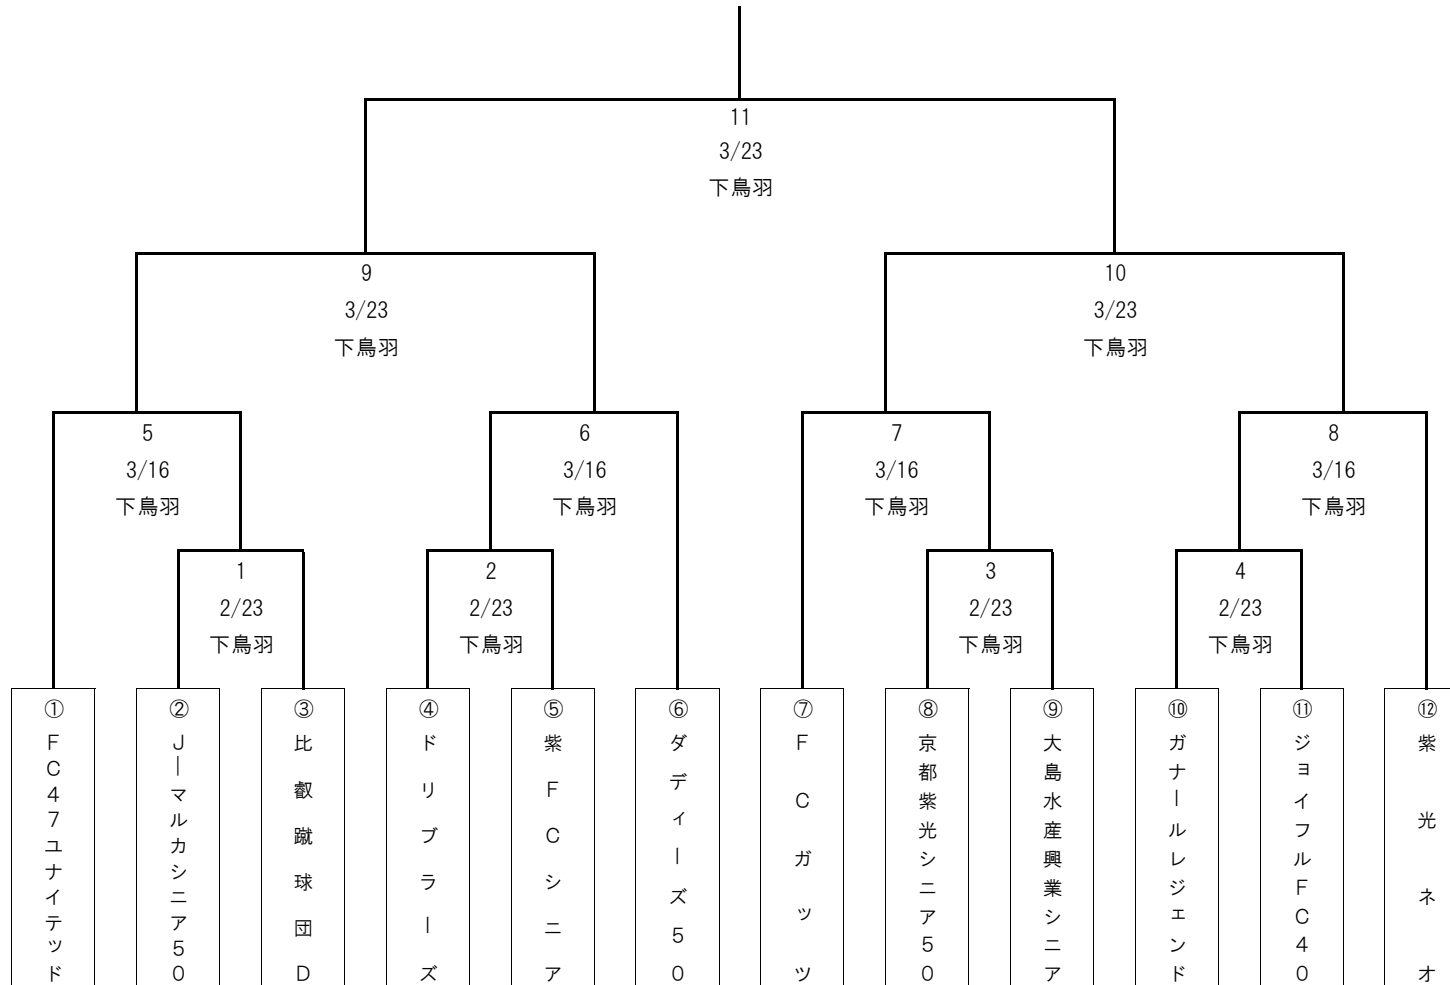 11
3/23
下鳥羽
9
3/23
下鳥羽
10
3/23
下鳥羽
5
3/16
下鳥羽
6
3/16
下鳥羽
7
3/16
下鳥羽
8
3/16
下鳥羽
1
2/23
下鳥羽
2
2/23
下鳥羽
3
2/23
下鳥羽
4
2/23
下鳥羽
①ＦＣ４７ユナイテッド
②Ｊーマルカシニア５０
③比叡蹴球団Ｄ
④ドリブラーズ
⑤紫ＦＣシニア
⑥ダディーズ５０
⑦ＦＣガッツ
⑧京都紫光シニア５０
⑨大島水産興業シニア
⑩ガナールレジェンド
⑪ジョイフルＦＣ４０
⑫紫光ネオ